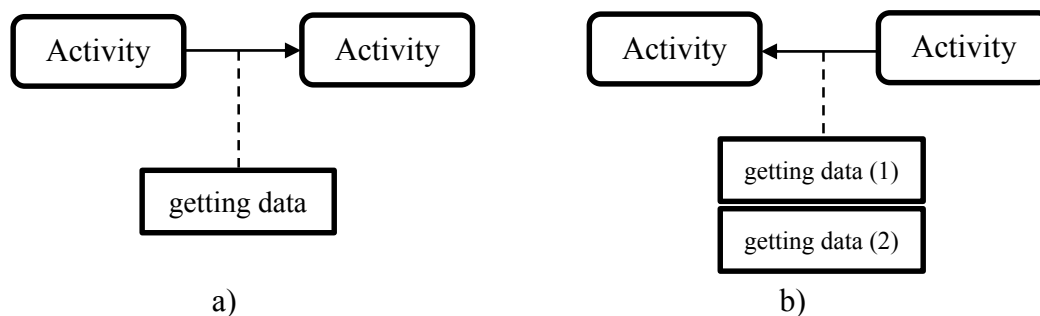 Activity
Activity
getting data
a)
Activity
Activity
getting data (1)
getting data (2)
b)